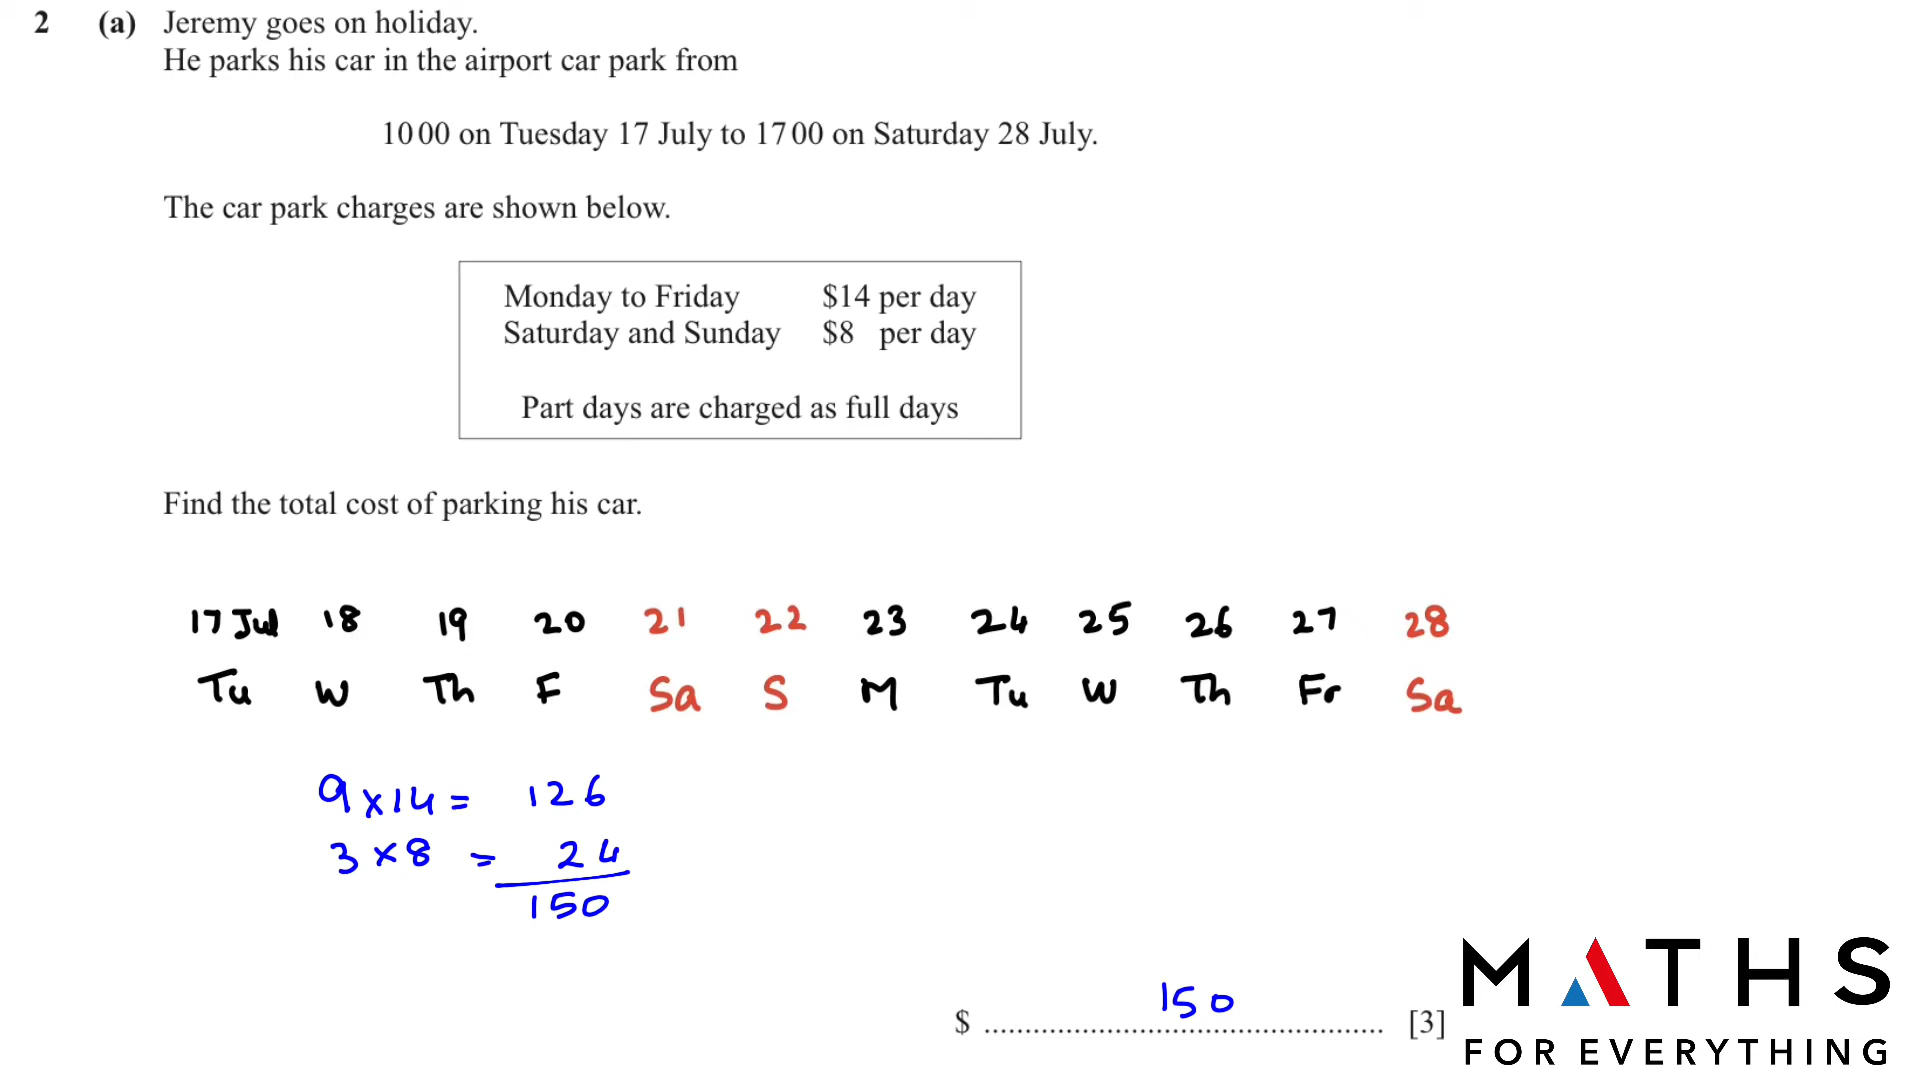 2 (a) Jeremy goes on holiday.
He parks his car in the airport car park from
10 00 on Tuesday 17 July to 17 00 on Saturday 28 July.
The car park charges are shown below.
Monday to Friday $14 per day
Saturday and Sunday $8 per day
Part days are charged as full days
Find the total cost of parking his car.
17 Jul 18 19 20 21 22 23 24 25 26 27 28
Tu W Th F Sa S M Tu W Th Fr Sa
9 x 14 = 126
3 x 8 = 24
150
$ 150 [3]
MATHS
FOR EVERYTHING